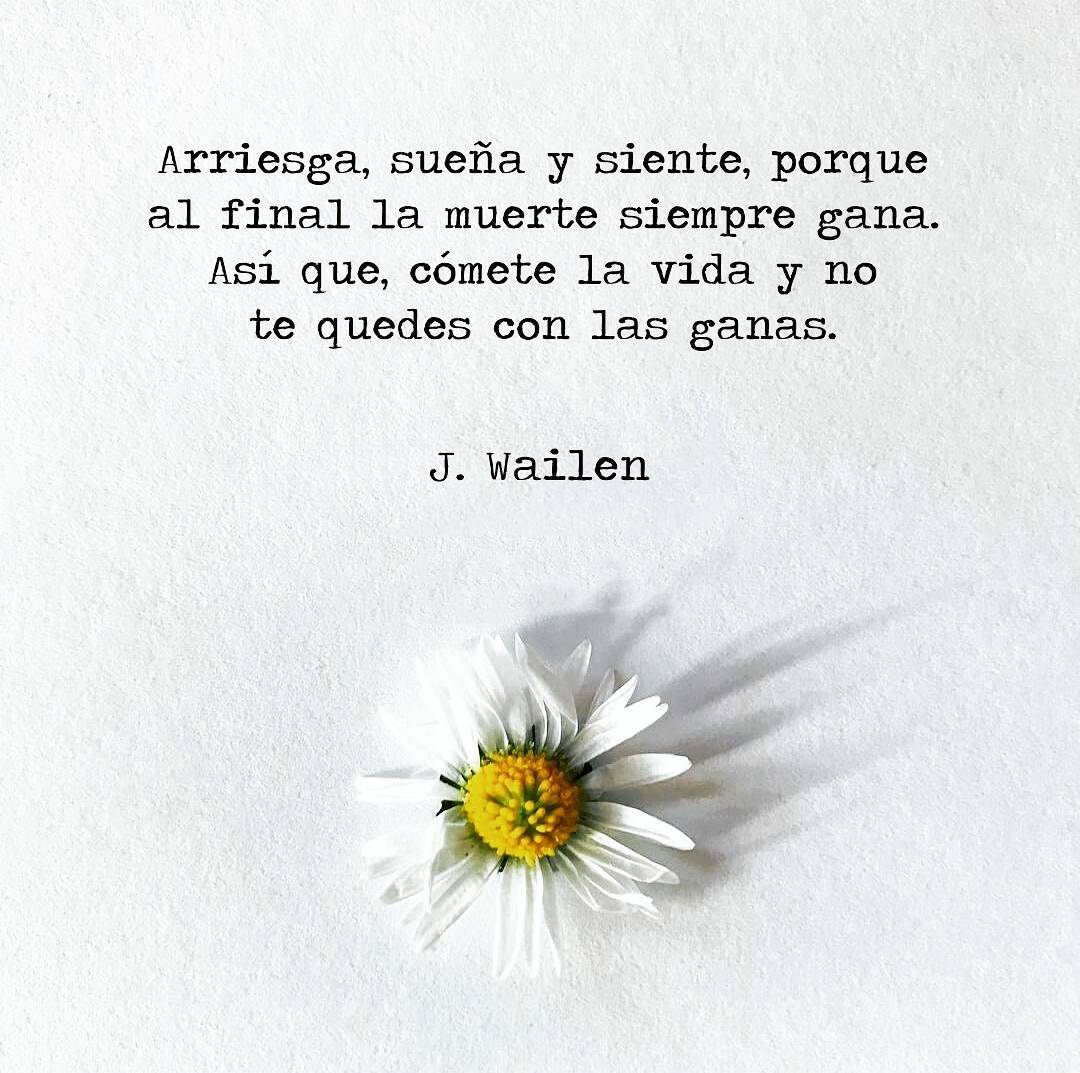 Arriesga, sueña y siente, porque
al final la muerte siempre gana.
Así que, cómete la vida y no
te quedes con las ganas.
J. Wailen